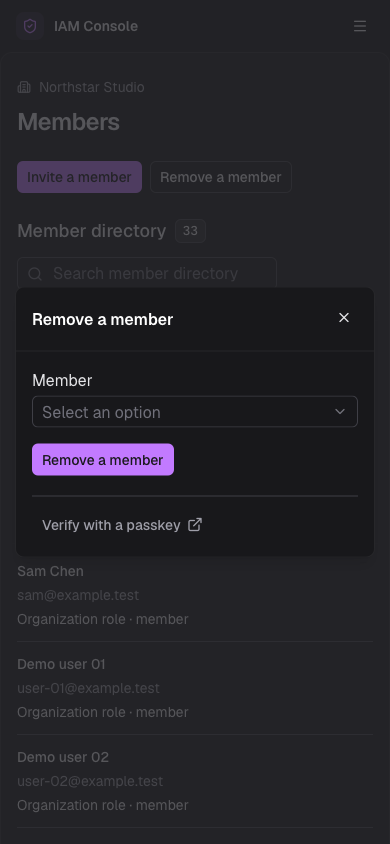 IAM Console
Northstar Studio
Members
Invite a member
Remove a member
Member directory 33
Search member directory
Remove a member
Member
Select an option
Remove a member
Verify with a passkey
Sam Chen
sam@example.test
Organization role · member
Demo user 01
user-01@example.test
Organization role · member
Demo user 02
user-02@example.test
Organization role · member